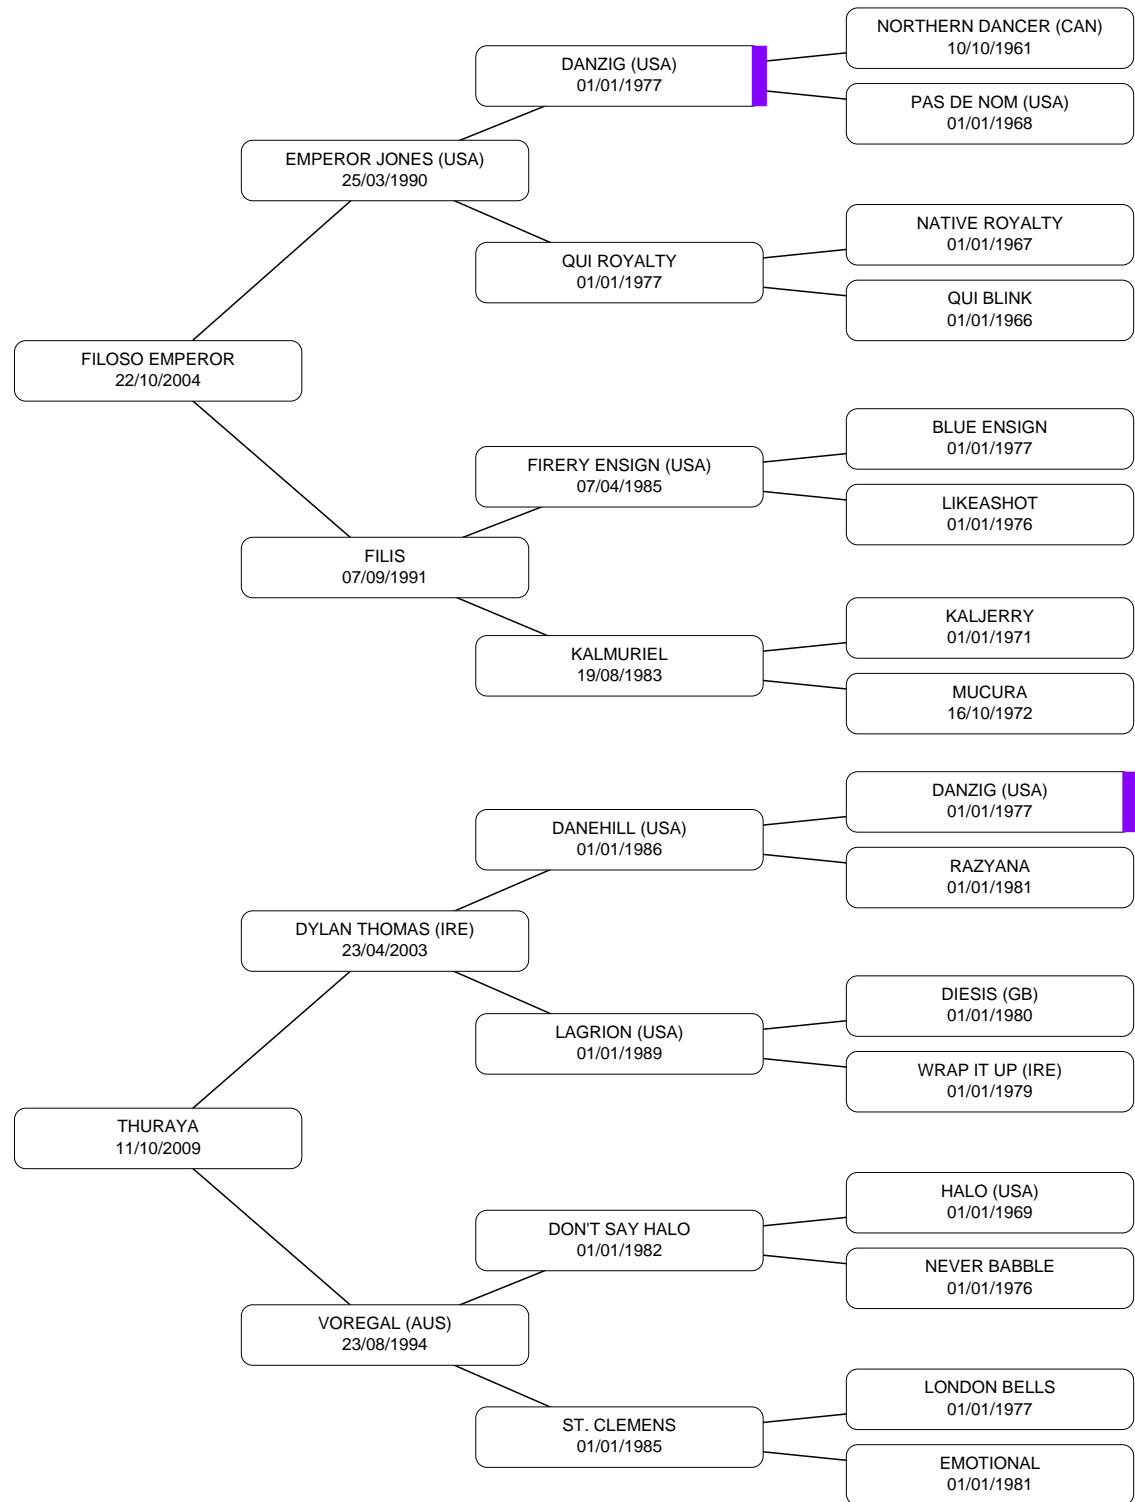 NORTHERN DANCER (CAN)
10/10/1961
DANZIG (USA)
01/01/1977
PAS DE NOM (USA)
01/01/1968
EMPEROR JONES (USA)
25/03/1990
NATIVE ROYALTY
01/01/1967
QUI ROYALTY
01/01/1977
QUI BLINK
01/01/1966
FILOSO EMPEROR
22/10/2004
BLUE ENSIGN
01/01/1977
FIRERY ENSIGN (USA)
07/04/1985
LIKEASHOT
01/01/1976
FILIS
07/09/1991
KALJERRY
01/01/1971
KALMURIEL
19/08/1983
MUCURA
16/10/1972
DANZIG (USA)
01/01/1977
DANEHILL (USA)
01/01/1986
RAZYANA
01/01/1981
DYLAN THOMAS (IRE)
23/04/2003
DIESIS (GB)
01/01/1980
LAGRION (USA)
01/01/1989
WRAP IT UP (IRE)
01/01/1979
THURAYA
11/10/2009
HALO (USA)
01/01/1969
DON'T SAY HALO
01/01/1982
NEVER BABBLE
01/01/1976
VOREGAL (AUS)
23/08/1994
LONDON BELLS
01/01/1977
ST. CLEMENS
01/01/1985
EMOTIONAL
01/01/1981